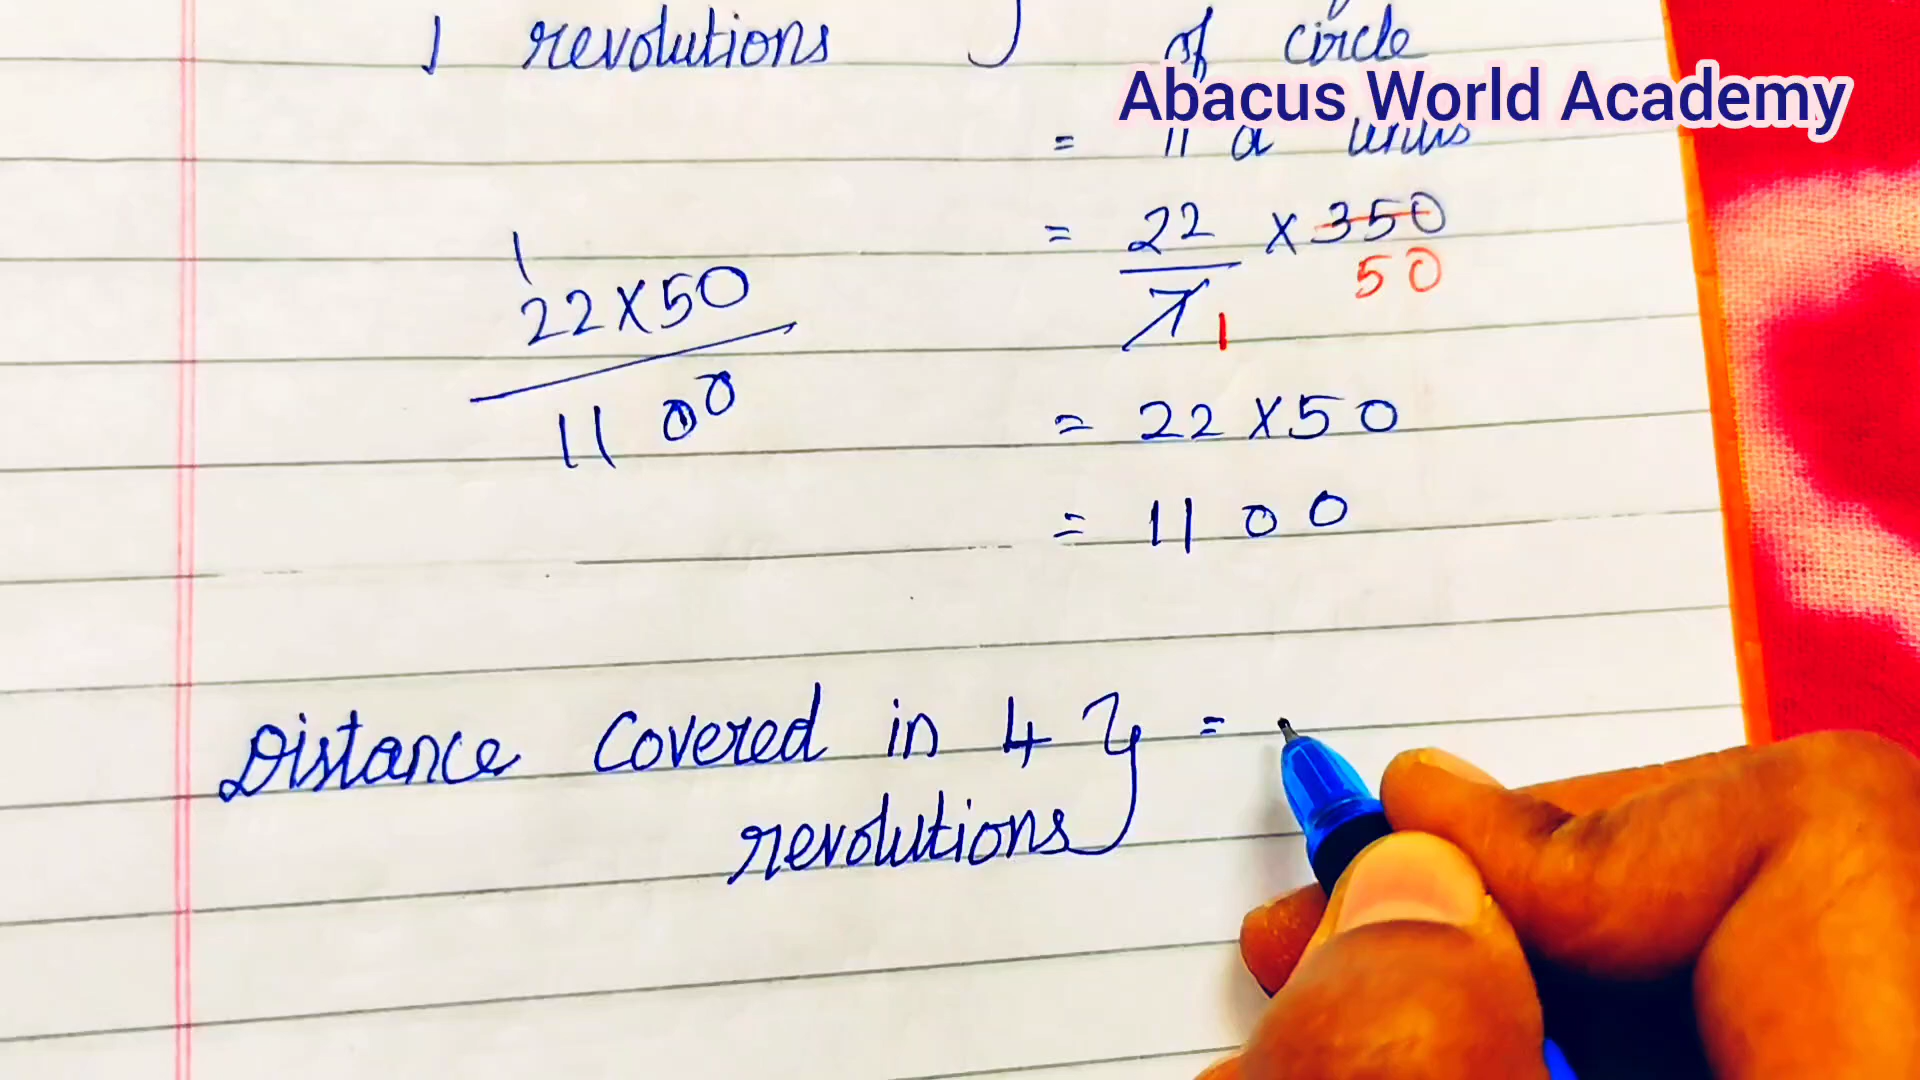 1 revolutions } of circle
Abacus World Academy
= π d units
= 22/7 1 × 350 50
1
22 × 50
1100
= 22 × 50
= 1100
Distance Covered in 4 } =
revolutions